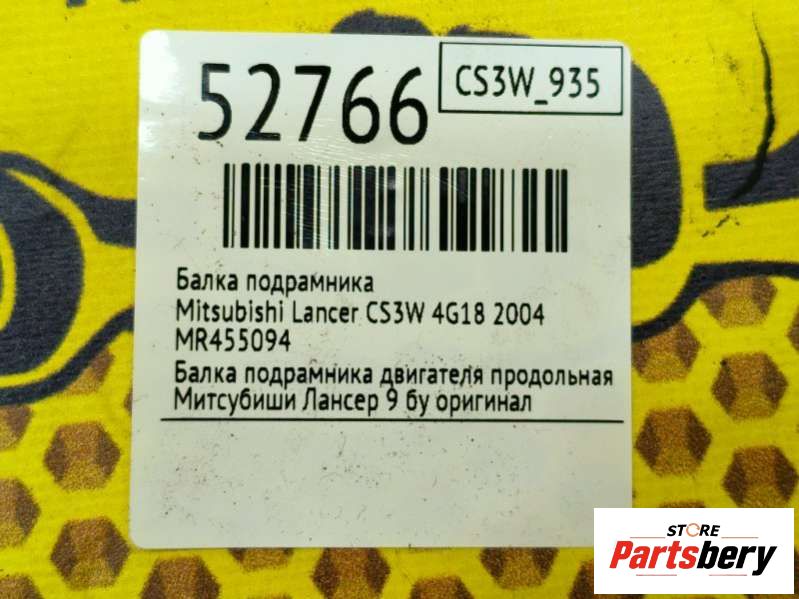 52766
CS3W_935
Балка подрамника
Mitsubishi Lancer CS3W 4G18 2004
MR455094
Балка подрамника двигателя продольная
Митсубиши Лансер 9 бу оригинал
STORE
Partsbery